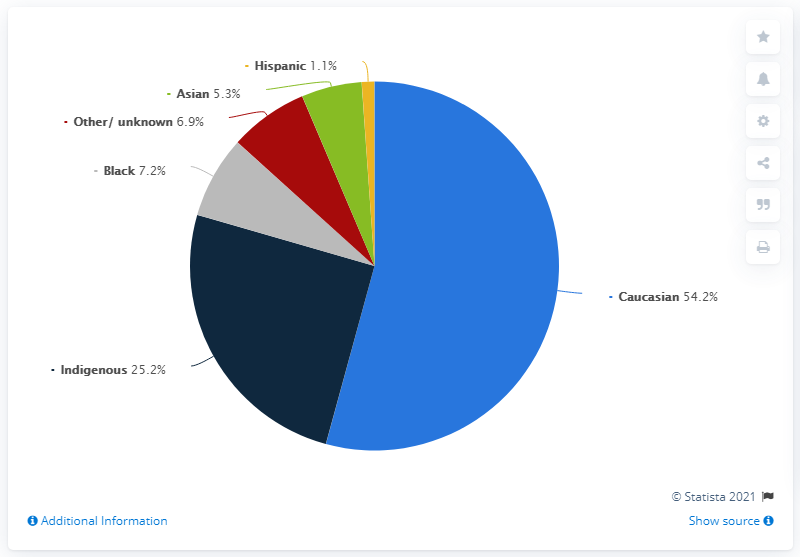 Hispanic 1.1%
Asian 5.3%
Other/ unknown 6.9%
Black 7.2%
Caucasian 54.2%
Indigenous 25.2%
© Statista 2021
Additional Information
Show source